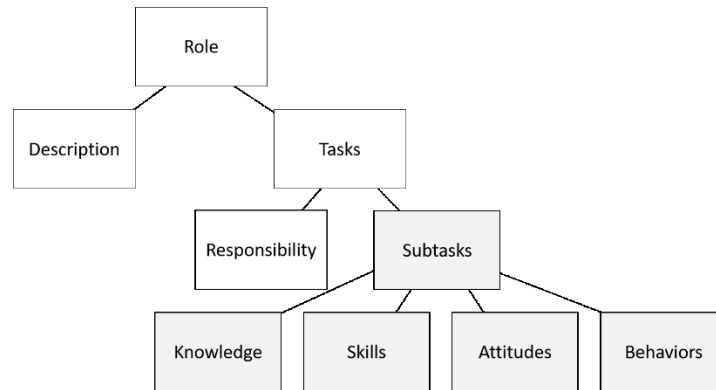 Role
Description
Tasks
Responsibility
Subtasks
Knowledge
Skills
Attitudes
Behaviors